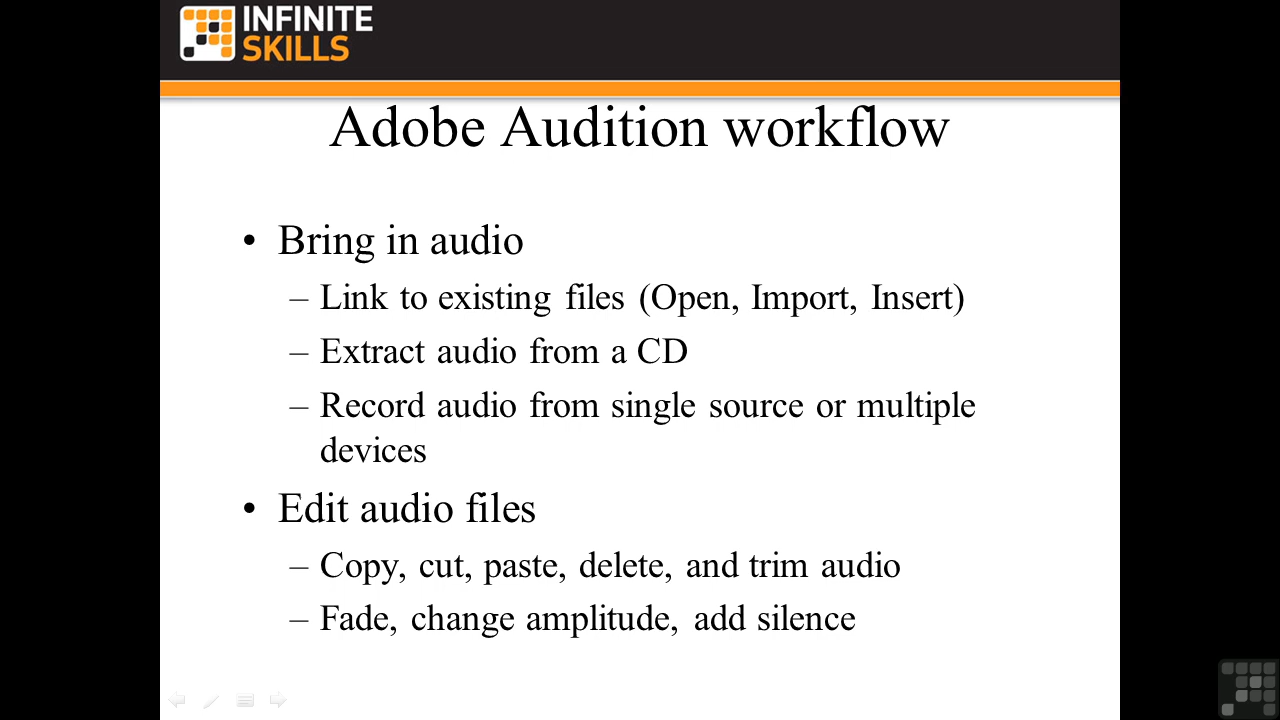 INFINITE
SKILLS
Adobe Audition workflow
• Bring in audio
– Link to existing files (Open, Import, Insert)
– Extract audio from a CD
– Record audio from single source or multiple
devices
• Edit audio files
– Copy, cut, paste, delete, and trim audio
– Fade, change amplitude, add silence